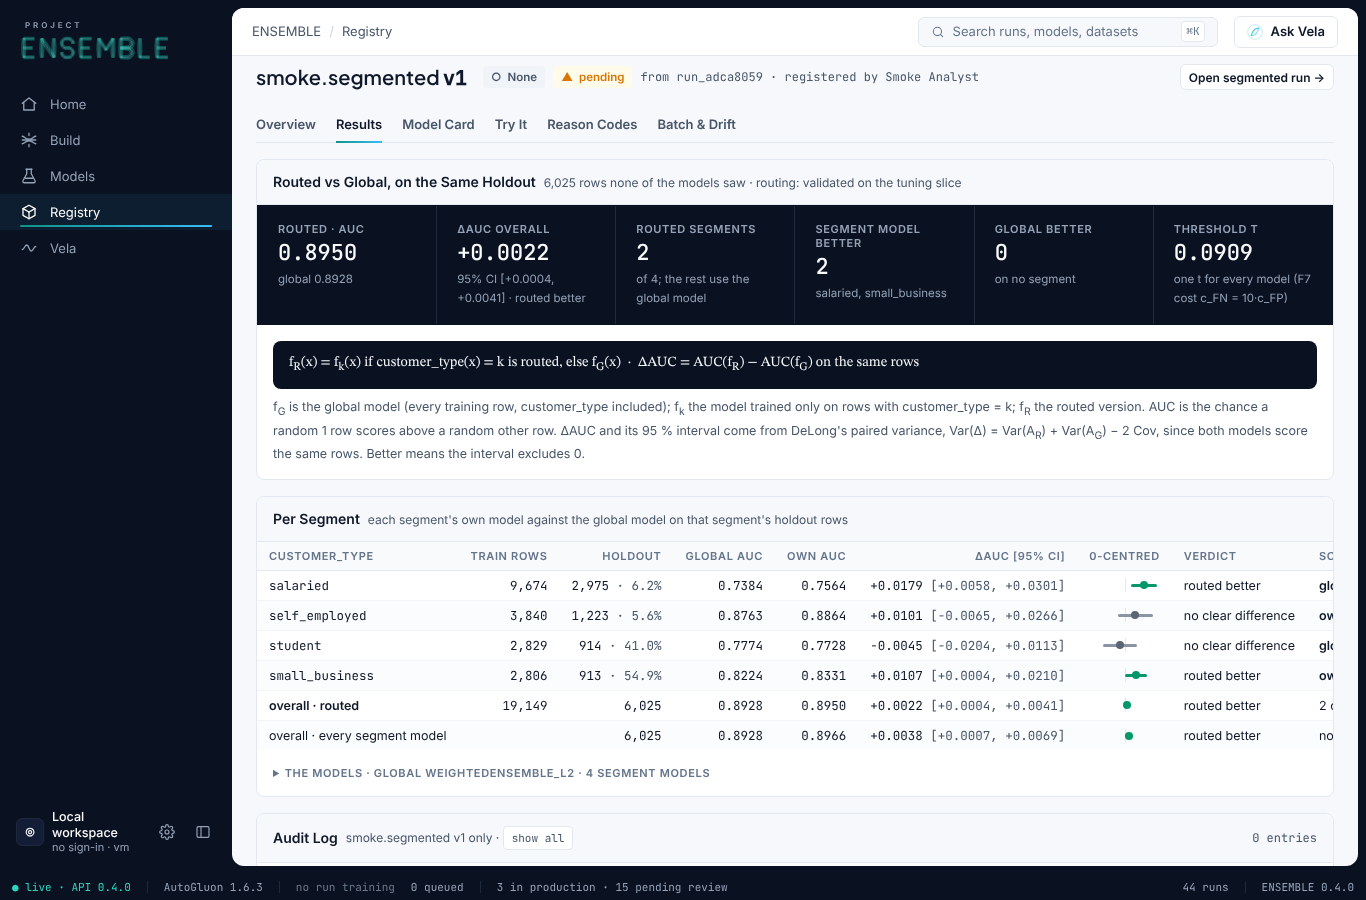 PROJECT
ENSEMBLE
Home
Build
Models
Registry
Vela
Local workspace
no sign-in · vm
ENSEMBLE / Registry
Search runs, models, datasets
⌘K
Ask Vela
smoke.segmented v1
None
pending
from run_adca8059 · registered by Smoke Analyst
Open segmented run →
Overview Results Model Card Try It Reason Codes Batch & Drift
Routed vs Global, on the Same Holdout 6,025 rows none of the models saw · routing: validated on the tuning slice
ROUTED · AUC
0.8950
global 0.8928
ΔAUC OVERALL
+0.0022
95% CI [+0.0004,
+0.0041] · routed better
ROUTED SEGMENTS
2
of 4; the rest use the
global model
SEGMENT MODEL
BETTER
2
salaried, small_business
GLOBAL BETTER
0
on no segment
THRESHOLD T
0.0909
one t for every model (F7
cost c_FN = 10·c_FP)
fR(x) = fk(x) if customer_type(x) = k is routed, else fG(x) · ΔAUC = AUC(fR) − AUC(fG) on the same rows
fG is the global model (every training row, customer_type included); fk the model trained only on rows with customer_type = k; fR the routed version. AUC is the chance a
random 1 row scores above a random other row. ΔAUC and its 95 % interval come from DeLong's paired variance, Var(Δ) = Var(AR) + Var(AG) − 2 Cov, since both models score
the same rows. Better means the interval excludes 0.
Per Segment each segment's own model against the global model on that segment's holdout rows
CUSTOMER_TYPE TRAIN ROWS HOLDOUT GLOBAL AUC OWN AUC ΔAUC [95% CI] 0-CENTRED VERDICT
salaried 9,674 2,975 · 6.2% 0.7384 0.7564 +0.0179 [+0.0058, +0.0301] routed better
self_employed 3,840 1,223 · 5.6% 0.8763 0.8864 +0.0101 [-0.0065, +0.0266] no clear difference
student 2,829 914 · 41.0% 0.7774 0.7728 -0.0045 [-0.0204, +0.0113] no clear difference
small_business 2,806 913 · 54.9% 0.8224 0.8331 +0.0107 [+0.0004, +0.0210] routed better
overall · routed 19,149 6,025 0.8928 0.8950 +0.0022 [+0.0004, +0.0041] routed better 2
overall · every segment model 6,025 0.8928 0.8966 +0.0038 [+0.0007, +0.0069] routed better no
▶ THE MODELS · GLOBAL WEIGHTEDENSEMBLE_L2 · 4 SEGMENT MODELS
Audit Log smoke.segmented v1 only · show all 0 entries
● live · API 0.4.0 AutoGluon 1.6.3 no run training 0 queued 3 in production · 15 pending review 44 runs ENSEMBLE 0.4.0